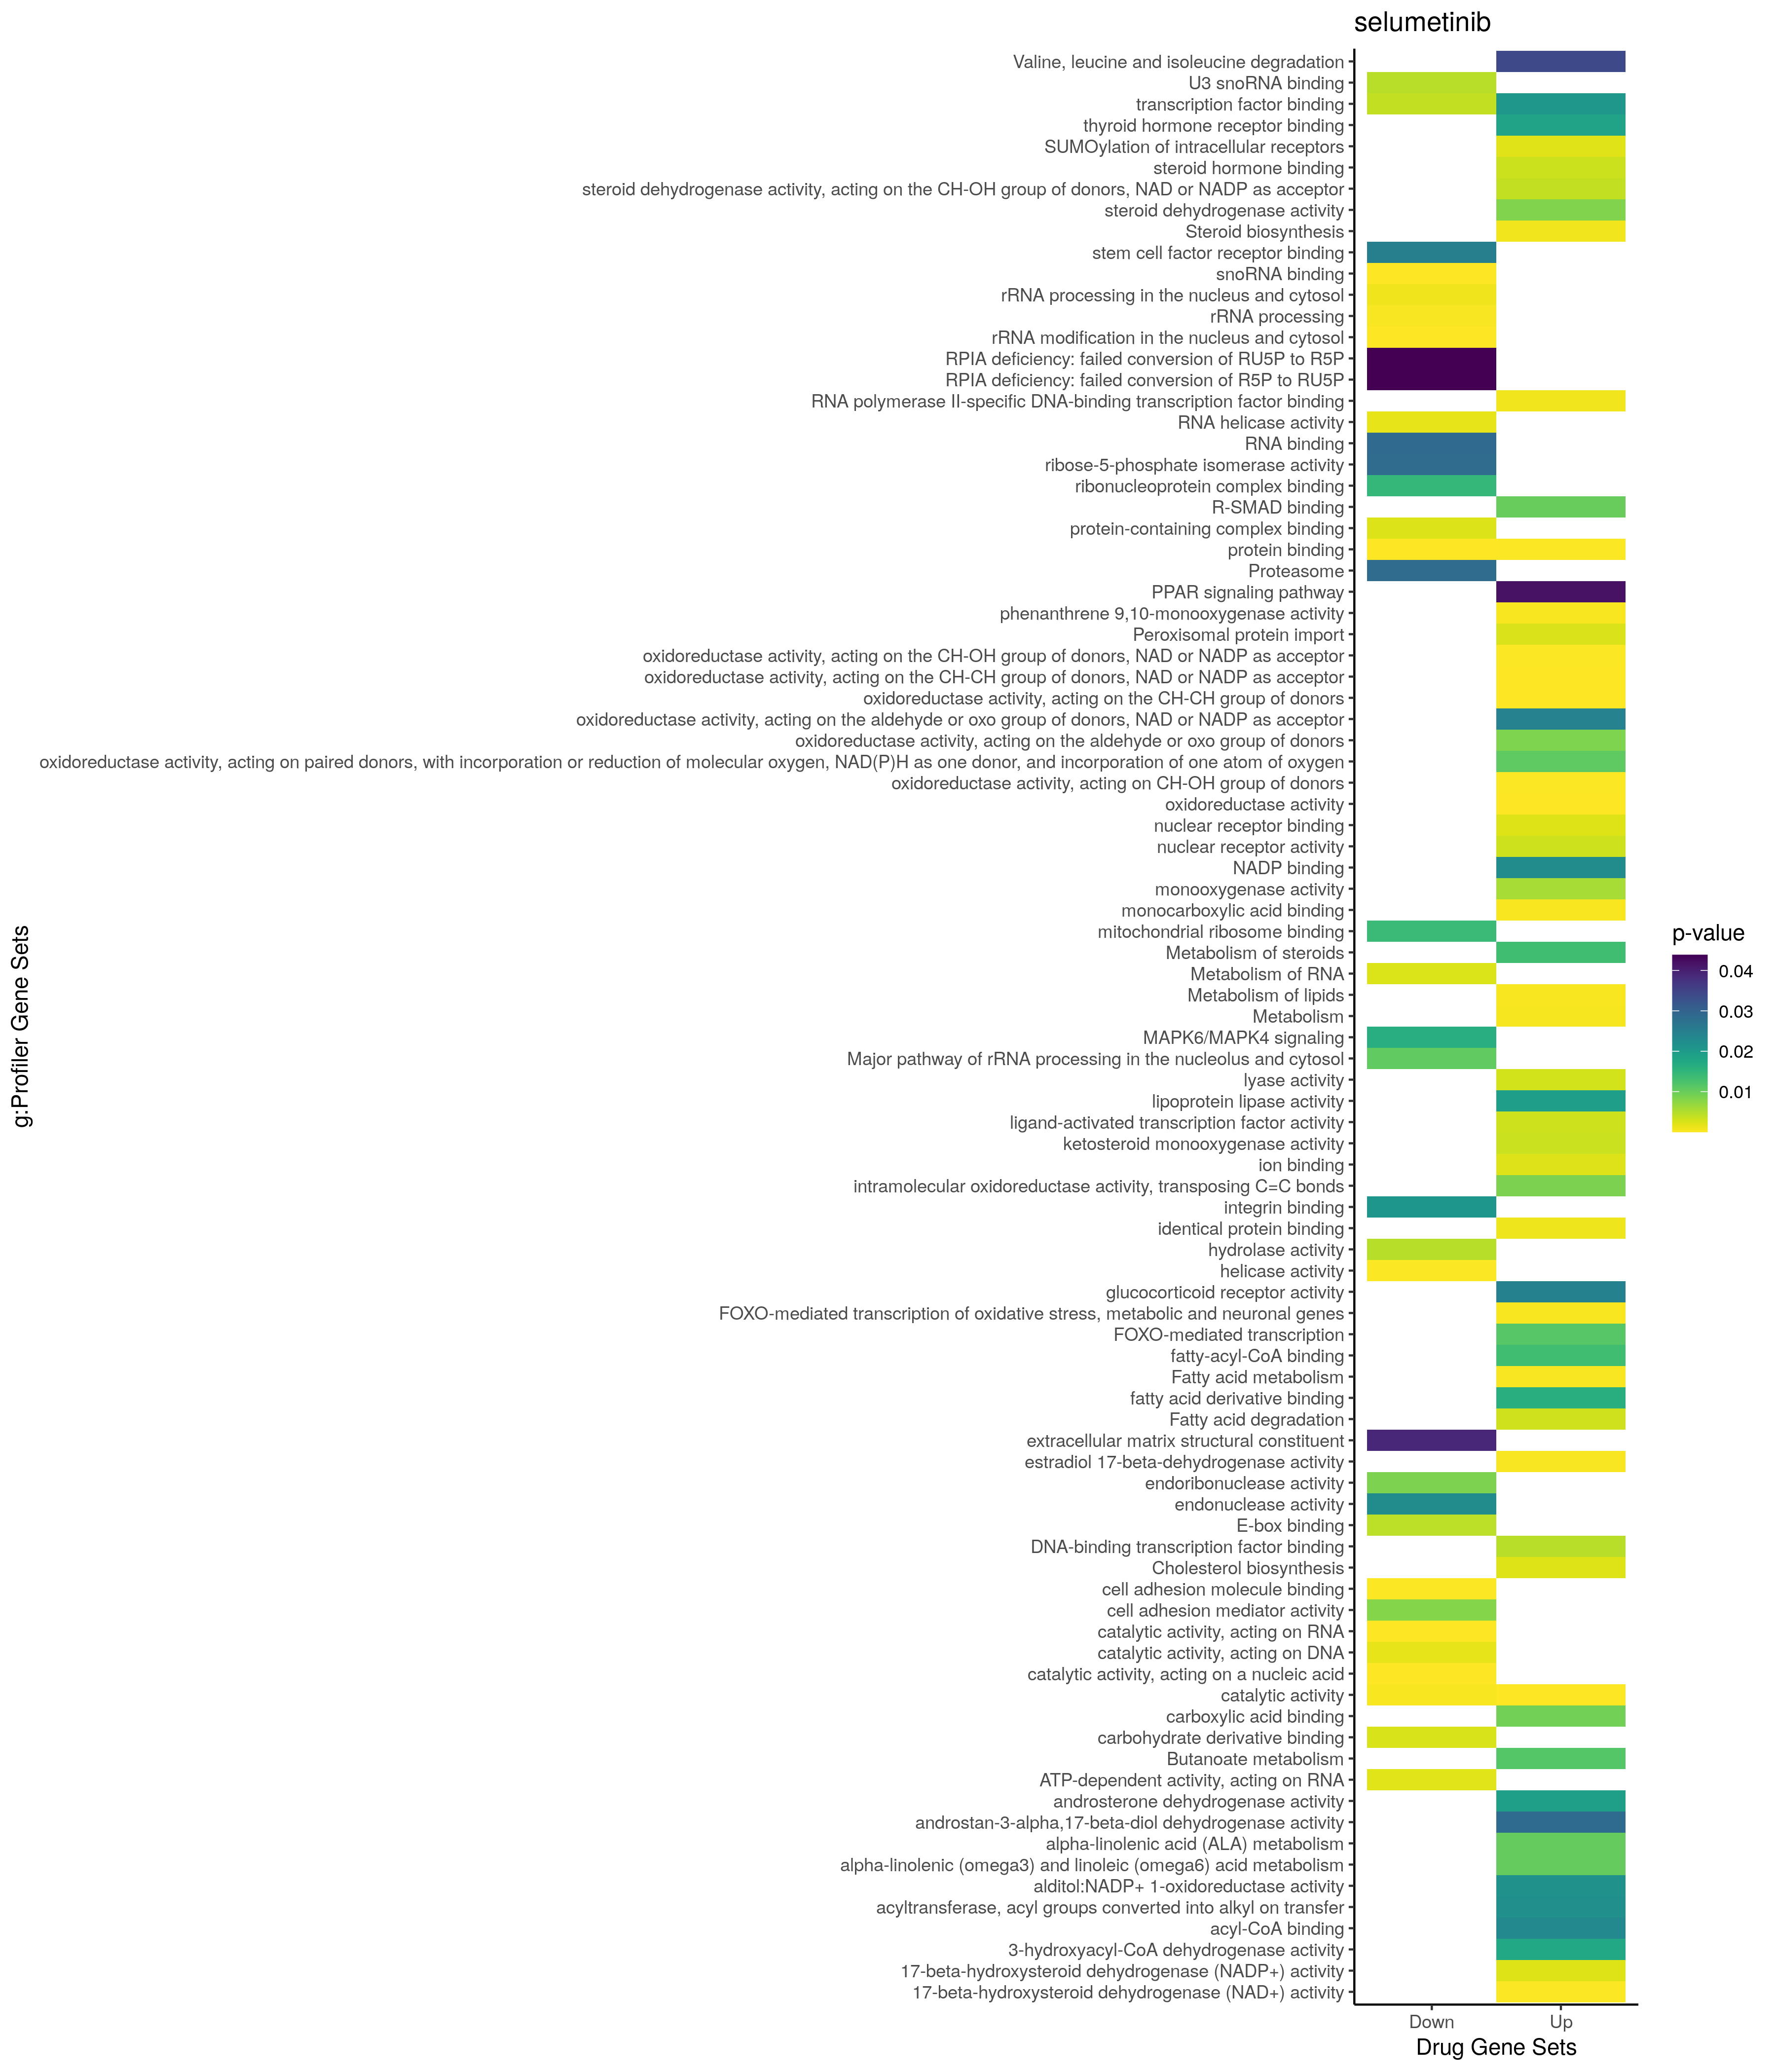 selumetinib
Valine, leucine and isoleucine degradation
U3 snoRNA binding
transcription factor binding
thyroid hormone receptor binding
SUMOylation of intracellular receptors
steroid hormone binding
steroid dehydrogenase activity, acting on the CH-OH group of donors, NAD or NADP as acceptor
steroid dehydrogenase activity
Steroid biosynthesis
stem cell factor receptor binding
snoRNA binding
rRNA processing in the nucleus and cytosol
rRNA processing
rRNA modification in the nucleus and cytosol
RPIA deficiency: failed conversion of RU5P to R5P
RPIA deficiency: failed conversion of R5P to RU5P
RNA polymerase II-specific DNA-binding transcription factor binding
RNA helicase activity
RNA binding
ribose-5-phosphate isomerase activity
ribonucleoprotein complex binding
R-SMAD binding
protein-containing complex binding
protein binding
Proteasome
PPAR signaling pathway
phenanthrene 9,10-monooxygenase activity
Peroxisomal protein import
oxidoreductase activity, acting on the CH-OH group of donors, NAD or NADP as acceptor
oxidoreductase activity, acting on the CH-CH group of donors, NAD or NADP as acceptor
oxidoreductase activity, acting on the CH-CH group of donors
oxidoreductase activity, acting on the aldehyde or oxo group of donors, NAD or NADP as acceptor
oxidoreductase activity, acting on the aldehyde or oxo group of donors
oxidoreductase activity, acting on paired donors, with incorporation or reduction of molecular oxygen, NAD(P)H as one donor, and incorporation of one atom of oxygen
oxidoreductase activity, acting on CH-OH group of donors
oxidoreductase activity
nuclear receptor binding
nuclear receptor activity
NADP binding
monooxygenase activity
monocarboxylic acid binding
mitochondrial ribosome binding
Metabolism of steroids
Metabolism of RNA
Metabolism of lipids
Metabolism
MAPK6/MAPK4 signaling
Major pathway of rRNA processing in the nucleolus and cytosol
lyase activity
lipoprotein lipase activity
ligand-activated transcription factor activity
ketosteroid monooxygenase activity
ion binding
intramolecular oxidoreductase activity, transposing C=C bonds
integrin binding
identical protein binding
hydrolase activity
helicase activity
glucocorticoid receptor activity
FOXO-mediated transcription of oxidative stress, metabolic and neuronal genes
FOXO-mediated transcription
fatty-acyl-CoA binding
Fatty acid metabolism
fatty acid derivative binding
Fatty acid degradation
extracellular matrix structural constituent
estradiol 17-beta-dehydrogenase activity
endoribonuclease activity
endonuclease activity
E-box binding
DNA-binding transcription factor binding
Cholesterol biosynthesis
cell adhesion molecule binding
cell adhesion mediator activity
catalytic activity, acting on RNA
catalytic activity, acting on DNA
catalytic activity, acting on a nucleic acid
catalytic activity
carboxylic acid binding
carbohydrate derivative binding
Butanoate metabolism
ATP-dependent activity, acting on RNA
androsterone dehydrogenase activity
androstan-3-alpha,17-beta-diol dehydrogenase activity
alpha-linolenic acid (ALA) metabolism
alpha-linolenic (omega3) and linoleic (omega6) acid metabolism
alditol:NADP+ 1-oxidoreductase activity
acyltransferase, acyl groups converted into alkyl on transfer
acyl-CoA binding
3-hydroxyacyl-CoA dehydrogenase activity
17-beta-hydroxysteroid dehydrogenase (NADP+) activity
17-beta-hydroxysteroid dehydrogenase (NAD+) activity
g:Profiler Gene Sets
Down Up
Drug Gene Sets
p-value
0.04
0.03
0.02
0.01